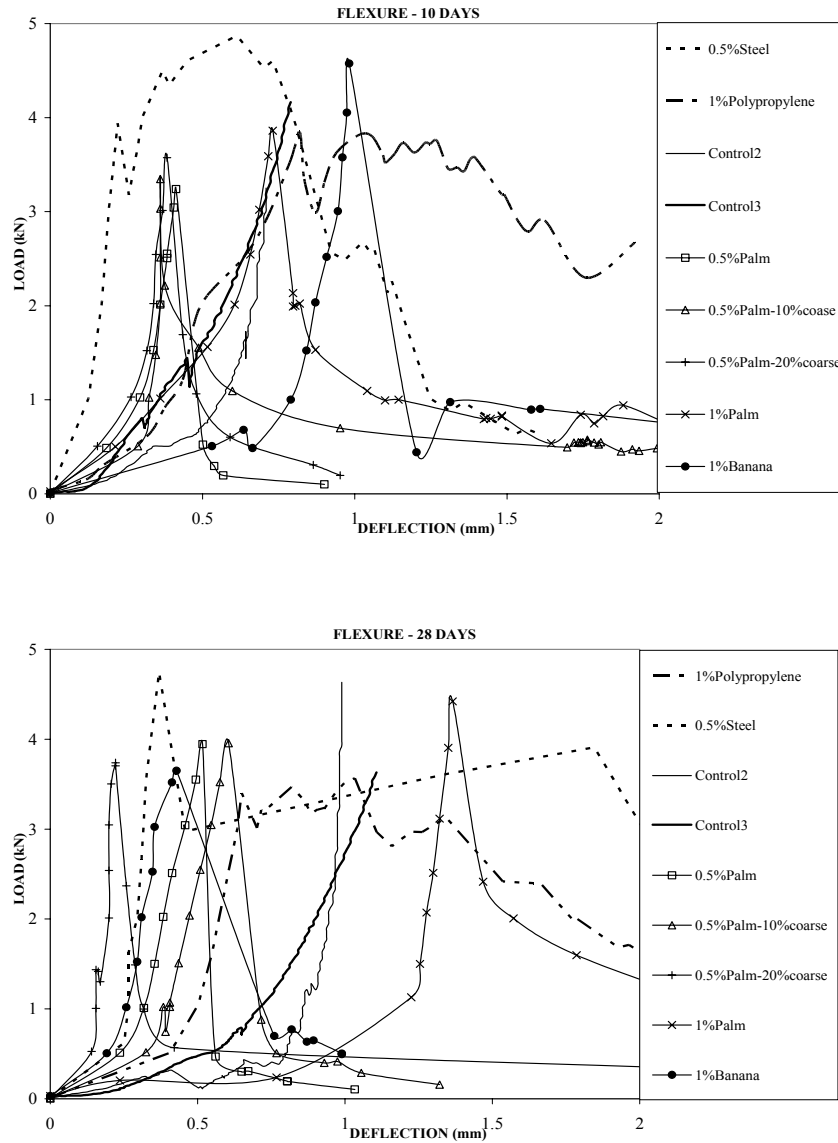 FLEXURE - 10 DAYS
5
4
3
2
1
0
LOAD (kN)
0
0.5
1
1.5
2
DEFLECTION (mm)
0.5%Steel
1%Polypropylene
Control2
Control3
0.5%Palm
0.5%Palm-10%coase
0.5%Palm-20%coarse
1%Palm
1%Banana
FLEXURE - 28 DAYS
5
4
3
2
1
0
LOAD (kN)
0
0.5
1
1.5
2
DEFLECTION (mm)
1%Polypropylene
0.5%Steel
Control2
Control3
0.5%Palm
0.5%Palm-10%coarse
0.5%Palm-20%coarse
1%Palm
1%Banana